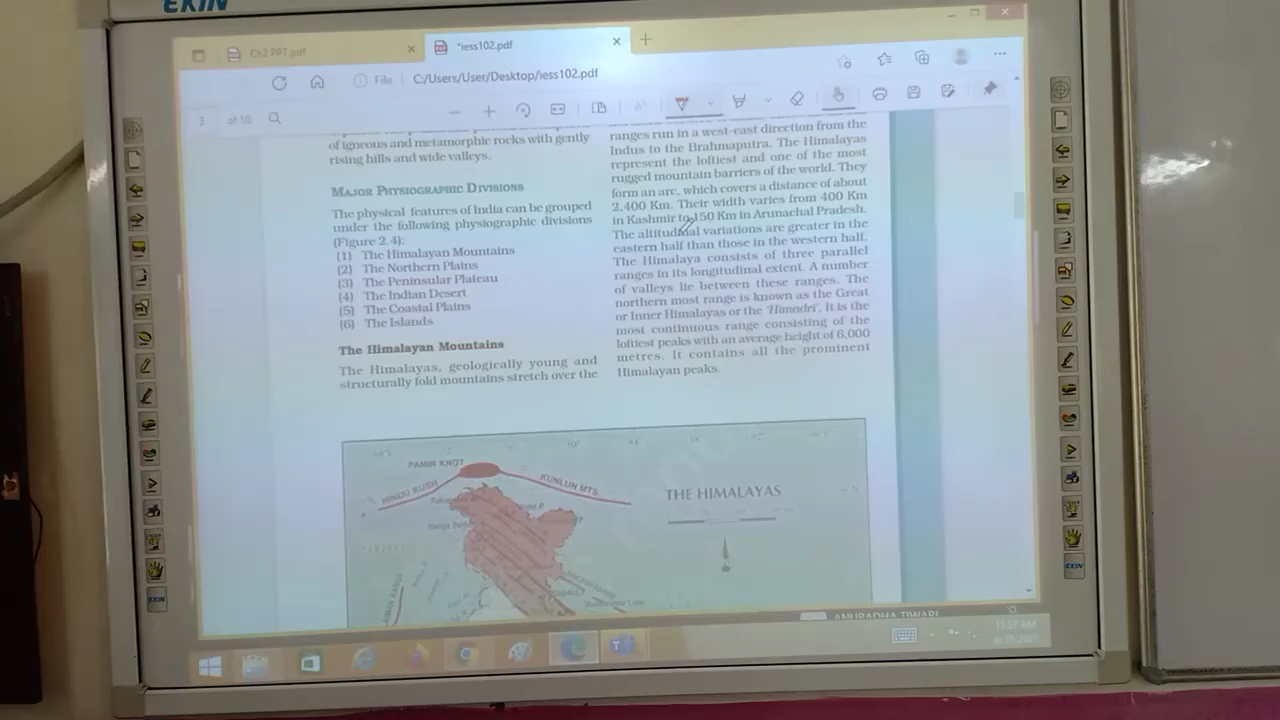 EKIN
Ch2 PPT.pdf
*iess102.pdf
File
C:/Users/User/Desktop/iess102.pdf
3 of 10
of igneous and metamorphic rocks with gently
rising hills and wide valleys.
MAJOR PHYSIOGRAPHIC DIVISIONS
The physical features of India can be grouped
under the following physiographic divisions
(Figure 2.4):
(1) The Himalayan Mountains
(2) The Northern Plains
(3) The Peninsular Plateau
(4) The Indian Desert
(5) The Coastal Plains
(6) The Islands
The Himalayan Mountains
The Himalayas, geologically young and
structurally fold mountains stretch over the
ranges run in a west-east direction from the
Indus to the Brahmaputra. The Himalayas
represent the loftiest and one of the most
rugged mountain barriers of the world. They
form an arc, which covers a distance of about
2,400 Km. Their width varies from 400 Km
in Kashmir to 150 Km in Arunachal Pradesh.
The altitudinal variations are greater in the
eastern half than those in the western half.
The Himalaya consists of three parallel
ranges in its longitudinal extent. A number
of valleys lie between these ranges. The
northern most range is known as the Great
or Inner Himalayas or the 'Himadri'. It is the
most continuous range consisting of the
loftiest peaks with an average height of 6,000
metres. It contains all the prominent
Himalayan peaks.
PAMIR KNOT
HINDU KUSH
KUNLUN MTS.
THE HIMALAYAS
ANURADHA TIWARI
11:57 AM
EKIN
EKIN